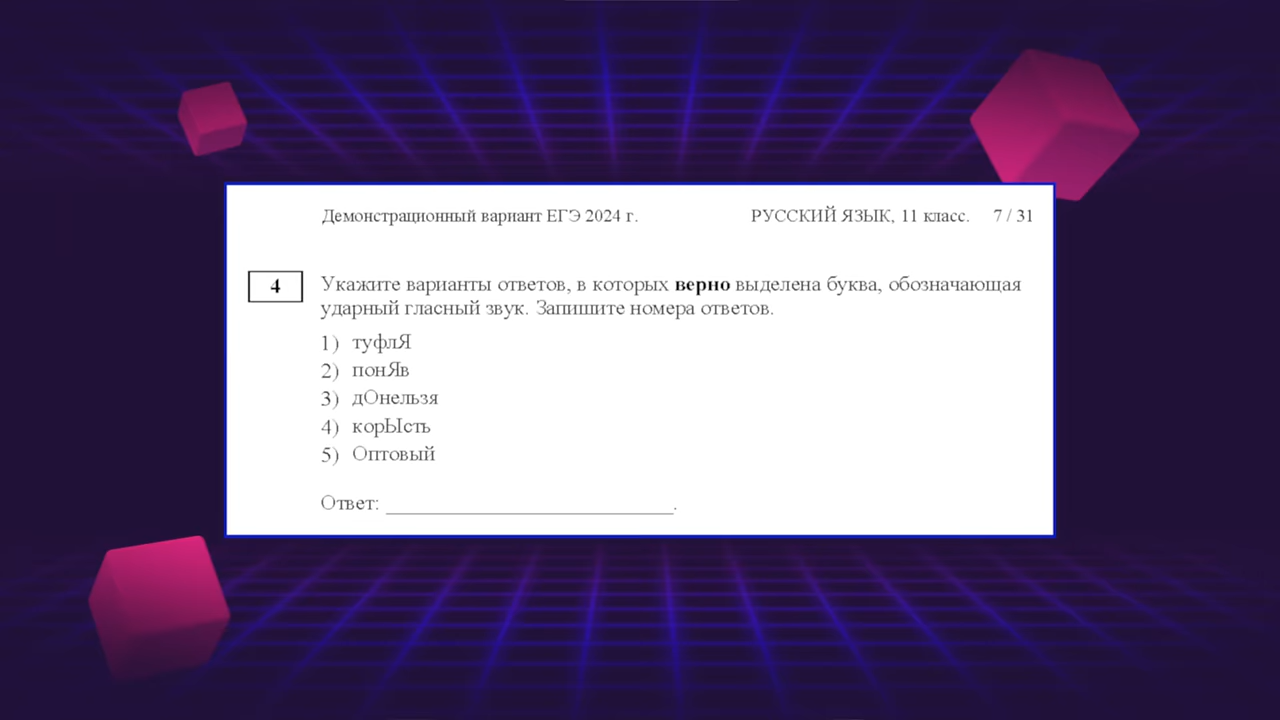 Демонстрационный вариант ЕГЭ 2024 г. РУССКИЙ ЯЗЫК, 11 класс. 7 / 31
4 Укажите варианты ответов, в которых верно выделена буква, обозначающая
ударный гласный звук. Запишите номера ответов.
1) туфлЯ
2) понЯв
3) дОнельзя
4) корЫсть
5) Оптовый
Ответ: ___________________________.